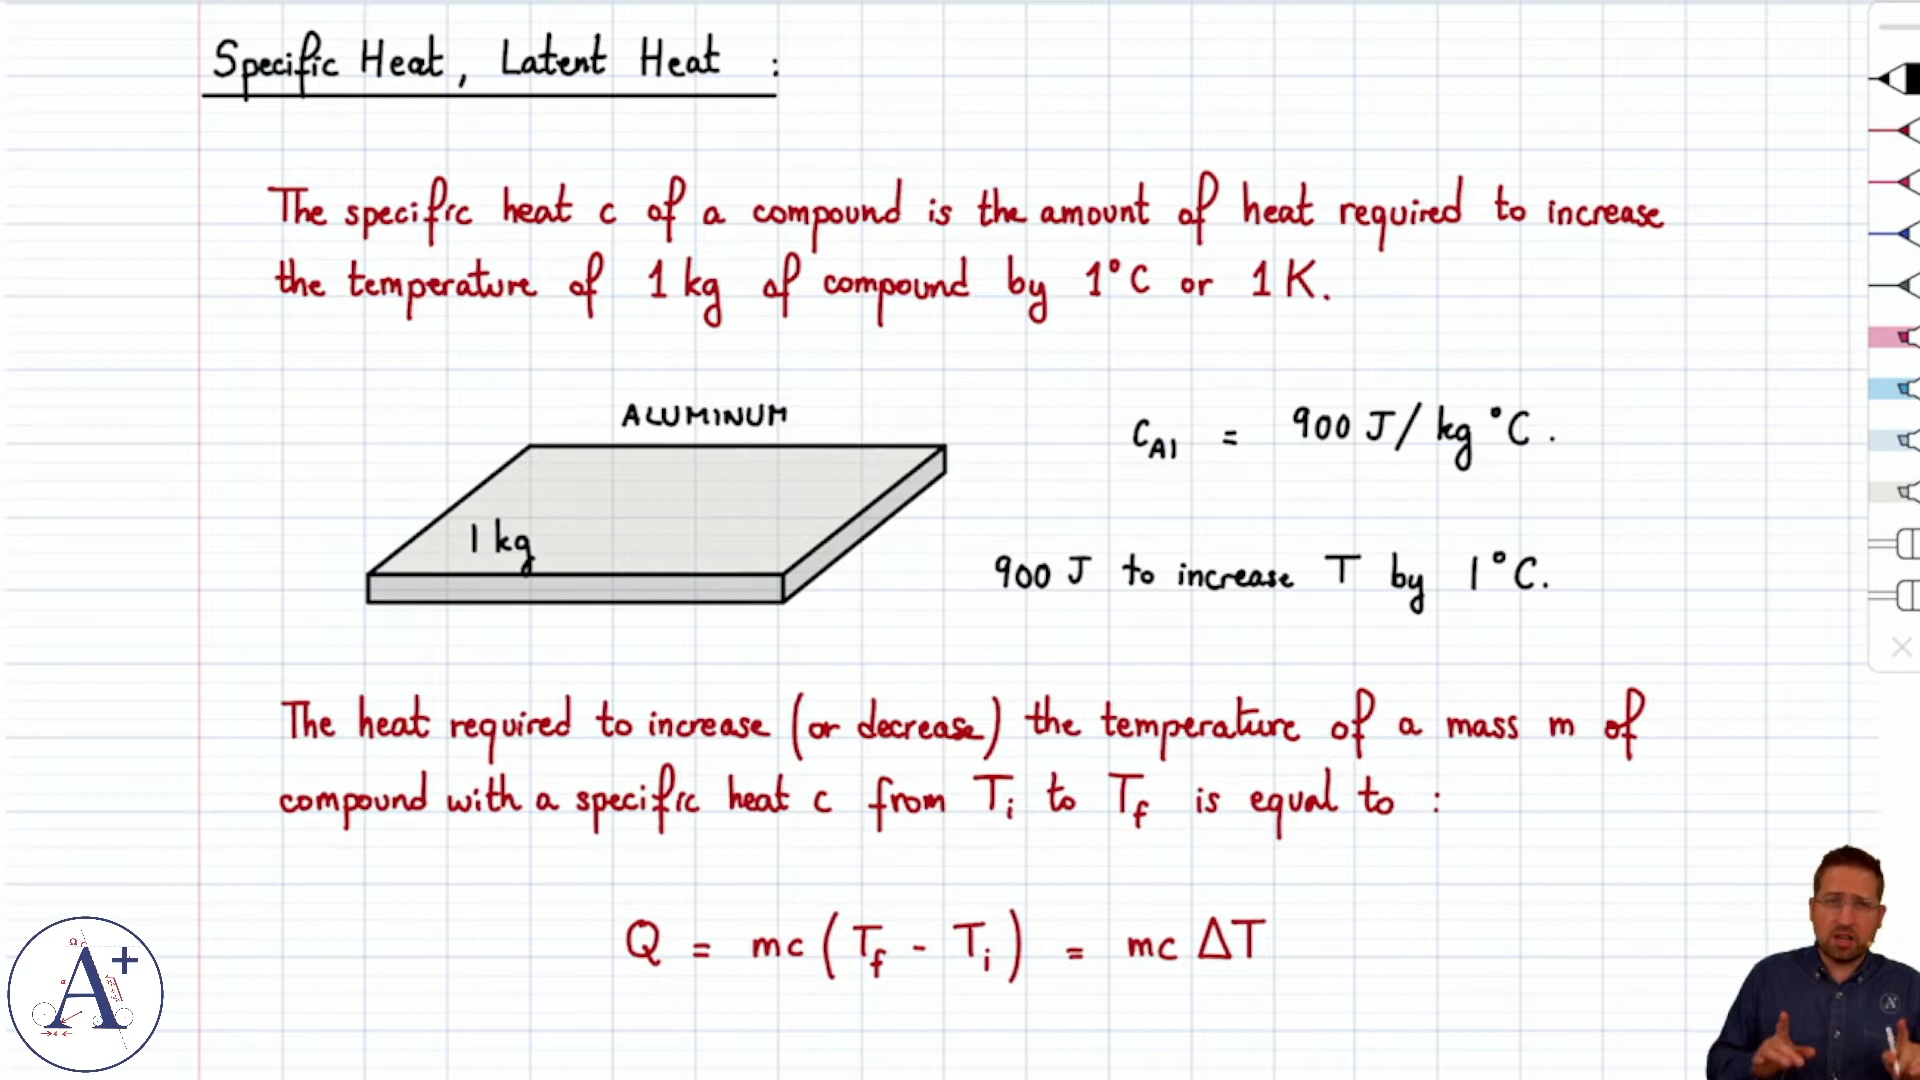 Specific Heat, Latent Heat :
The specific heat c of a compound is the amount of heat required to increase
the temperature of 1 kg of compound by 1°C or 1 K.
ALUMINUM
1 kg
C_Al = 900 J/kg °C.
900 J to increase T by 1°C.
The heat required to increase (or decrease) the temperature of a mass m of
compound with a specific heat c from T_i to T_f is equal to :
Q = mc (T_f - T_i) = mc ΔT
A+